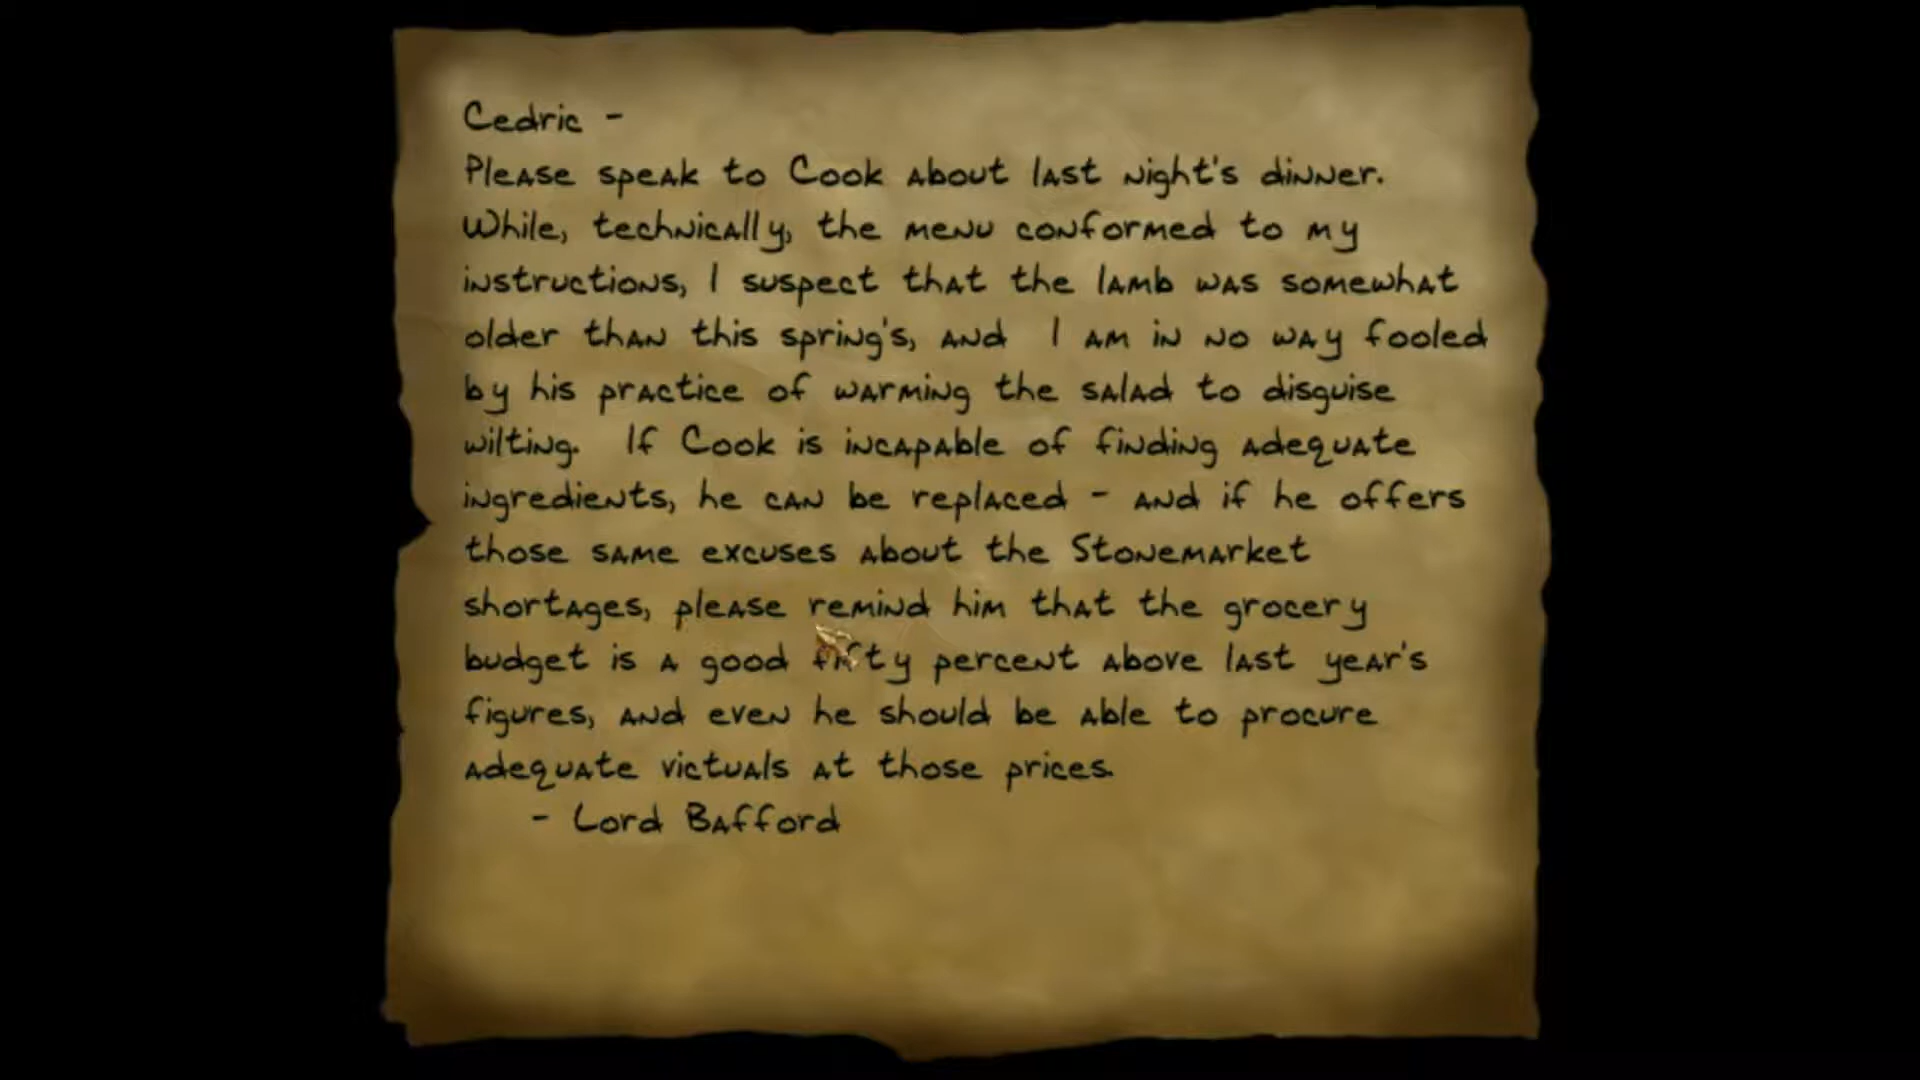 Cedric -
Please speak to Cook about last night's dinner.
While, technically, the menu conformed to my
instructions, I suspect that the lamb was somewhat
older than this spring's, and I am in no way fooled
by his practice of warming the salad to disguise
wilting. If Cook is incapable of finding adequate
ingredients, he can be replaced - and if he offers
those same excuses about the Stonemarket
shortages, please remind him that the grocery
budget is a good fifty percent above last year's
figures, and even he should be able to procure
adequate victuals at those prices.
- Lord Bafford